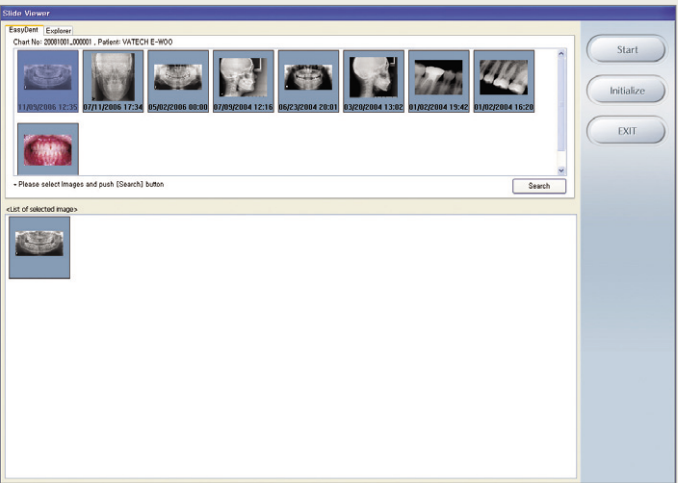 Slide Viewer
EasyDent Explorer
Chart No: 20081001_000001 , Patient: VATECH E-WOO
11/09/2006 12:35 07/11/2006 17:34 05/02/2006 00:00 07/09/2004 12:16 06/23/2004 20:01 03/20/2004 13:02 01/02/2004 19:42 01/02/2004 16:20
- Please select Images and push [Search] button
Search
<List of selected image>
Start
Initialize
EXIT